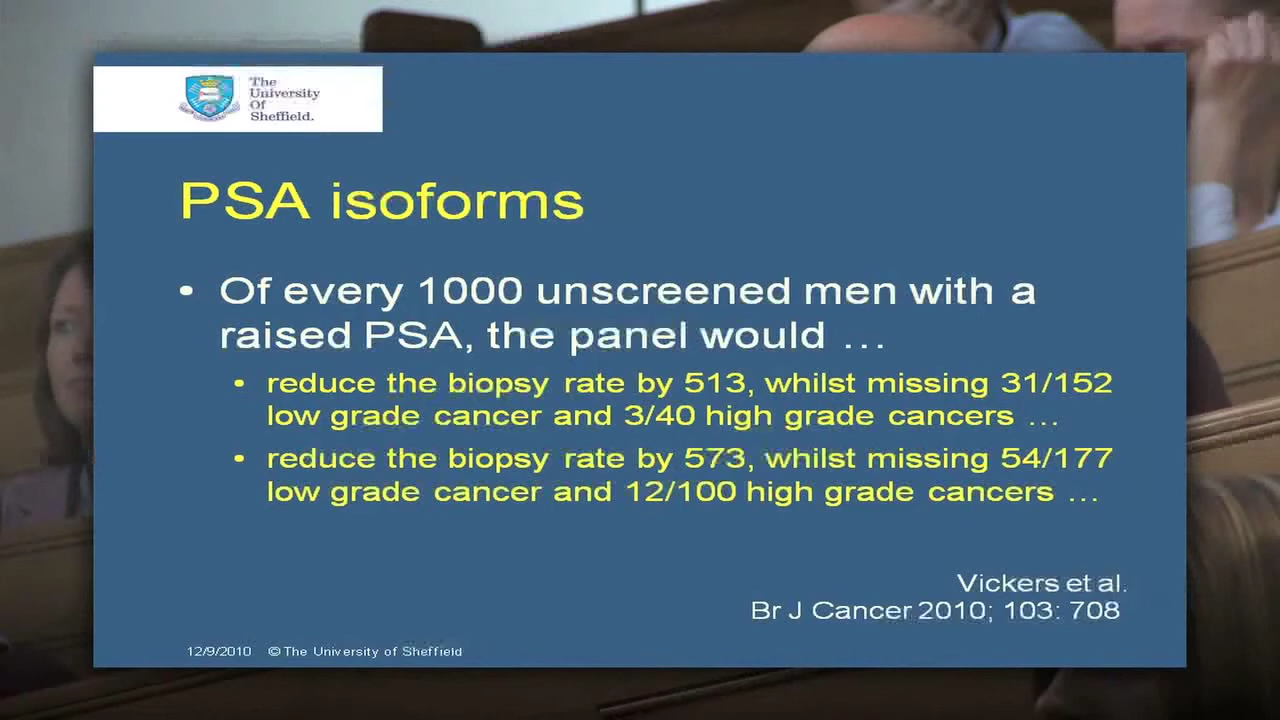 The
University
Of
Sheffield.
PSA isoforms
• Of every 1000 unscreened men with a
raised PSA, the panel would …
• reduce the biopsy rate by 513, whilst missing 31/152
low grade cancer and 3/40 high grade cancers …
• reduce the biopsy rate by 573, whilst missing 54/177
low grade cancer and 12/100 high grade cancers …
Vickers et al.
Br J Cancer 2010; 103: 708
12/9/2010 © The University of Sheffield